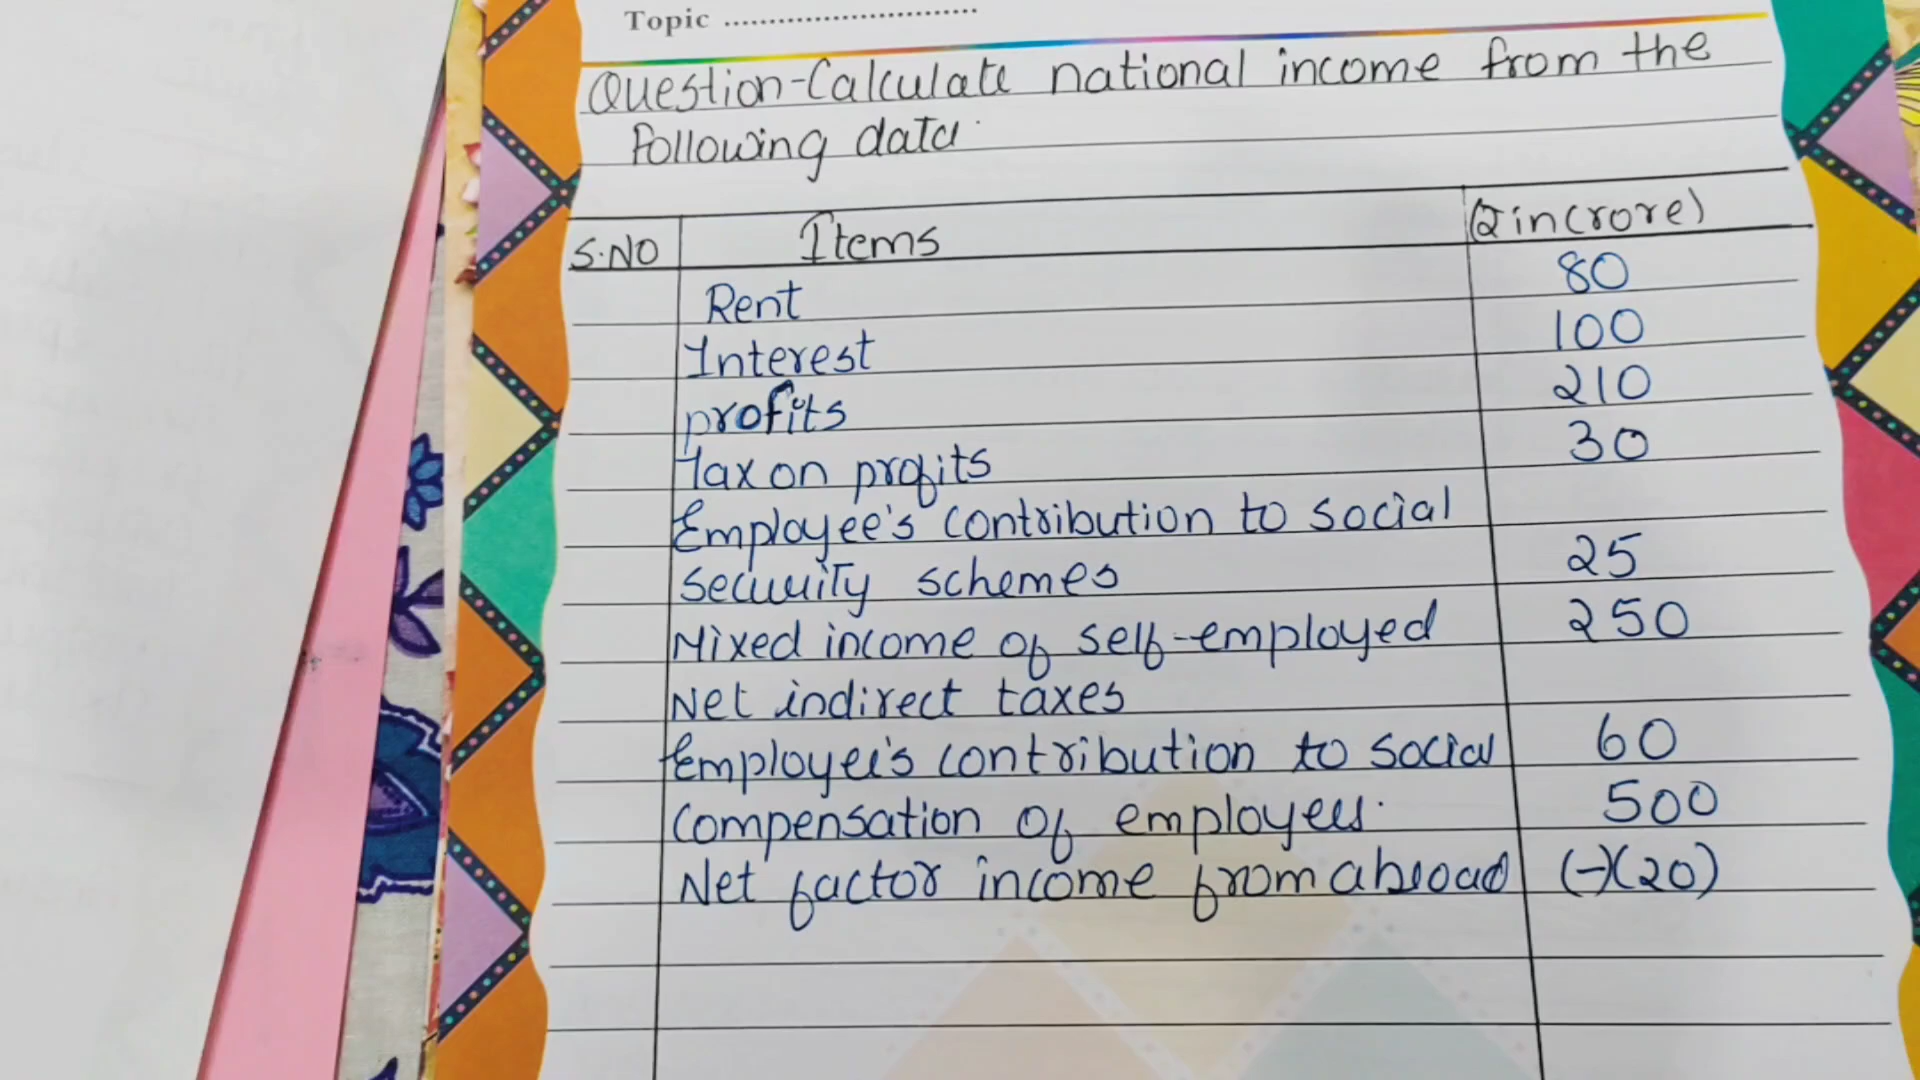 Topic ............................
Question-Calculate national income from the
following data.
S.NO Items (₹ in crore)
Rent 80
Interest 100
profits 210
Tax on profits 30
Employee's contribution to social
security schemes 25
Mixed income of self-employed 250
Net indirect taxes
Employee's contribution to social 60
Compensation of employees. 500
Net factor income from abroad (-)(20)